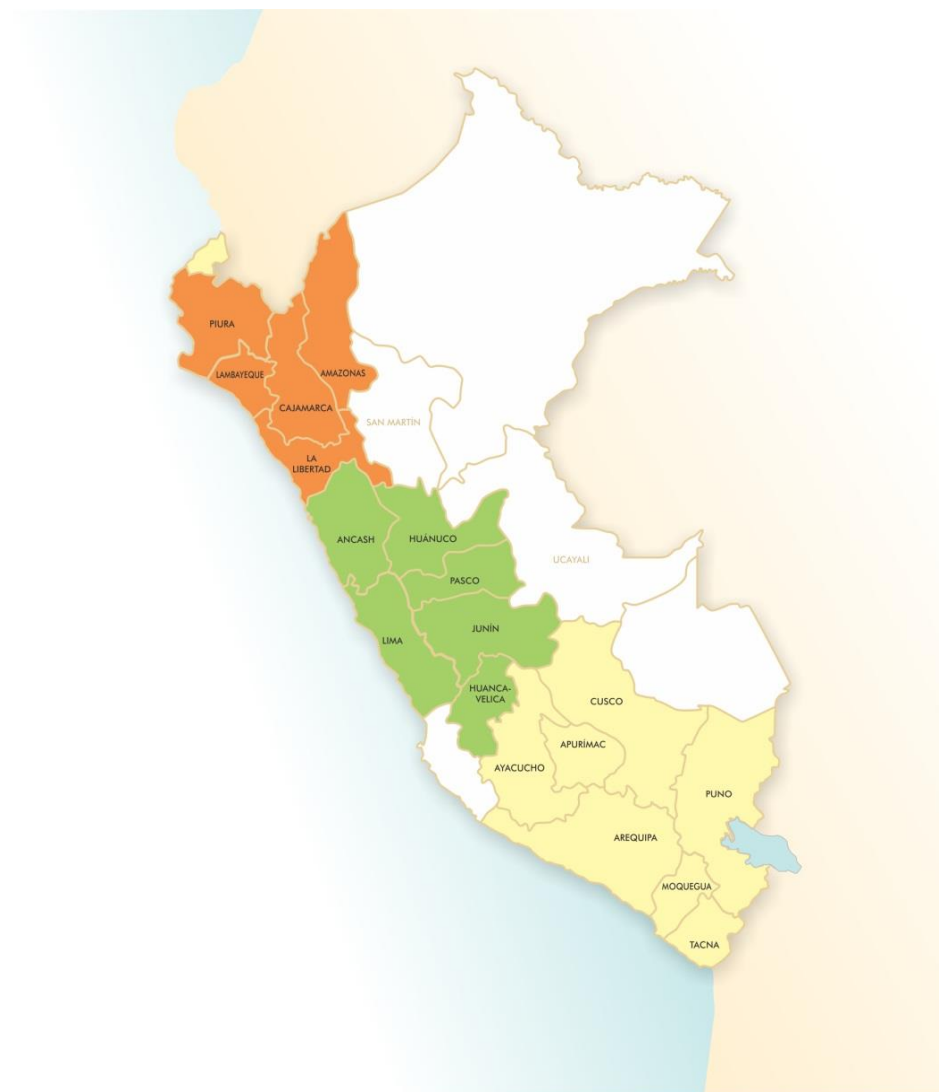 PIURA
LAMBAYEQUE
AMAZONAS
CAJAMARCA
SAN MARTÍN
LA
LIBERTAD
ANCASH
HUÁNUCO
UCAYALI
PASCO
JUNÍN
LIMA
HUANCA-
VELICA
CUSCO
APURÍMAC
AYACUCHO
PUNO
AREQUIPA
MOQUEGUA
TACNA